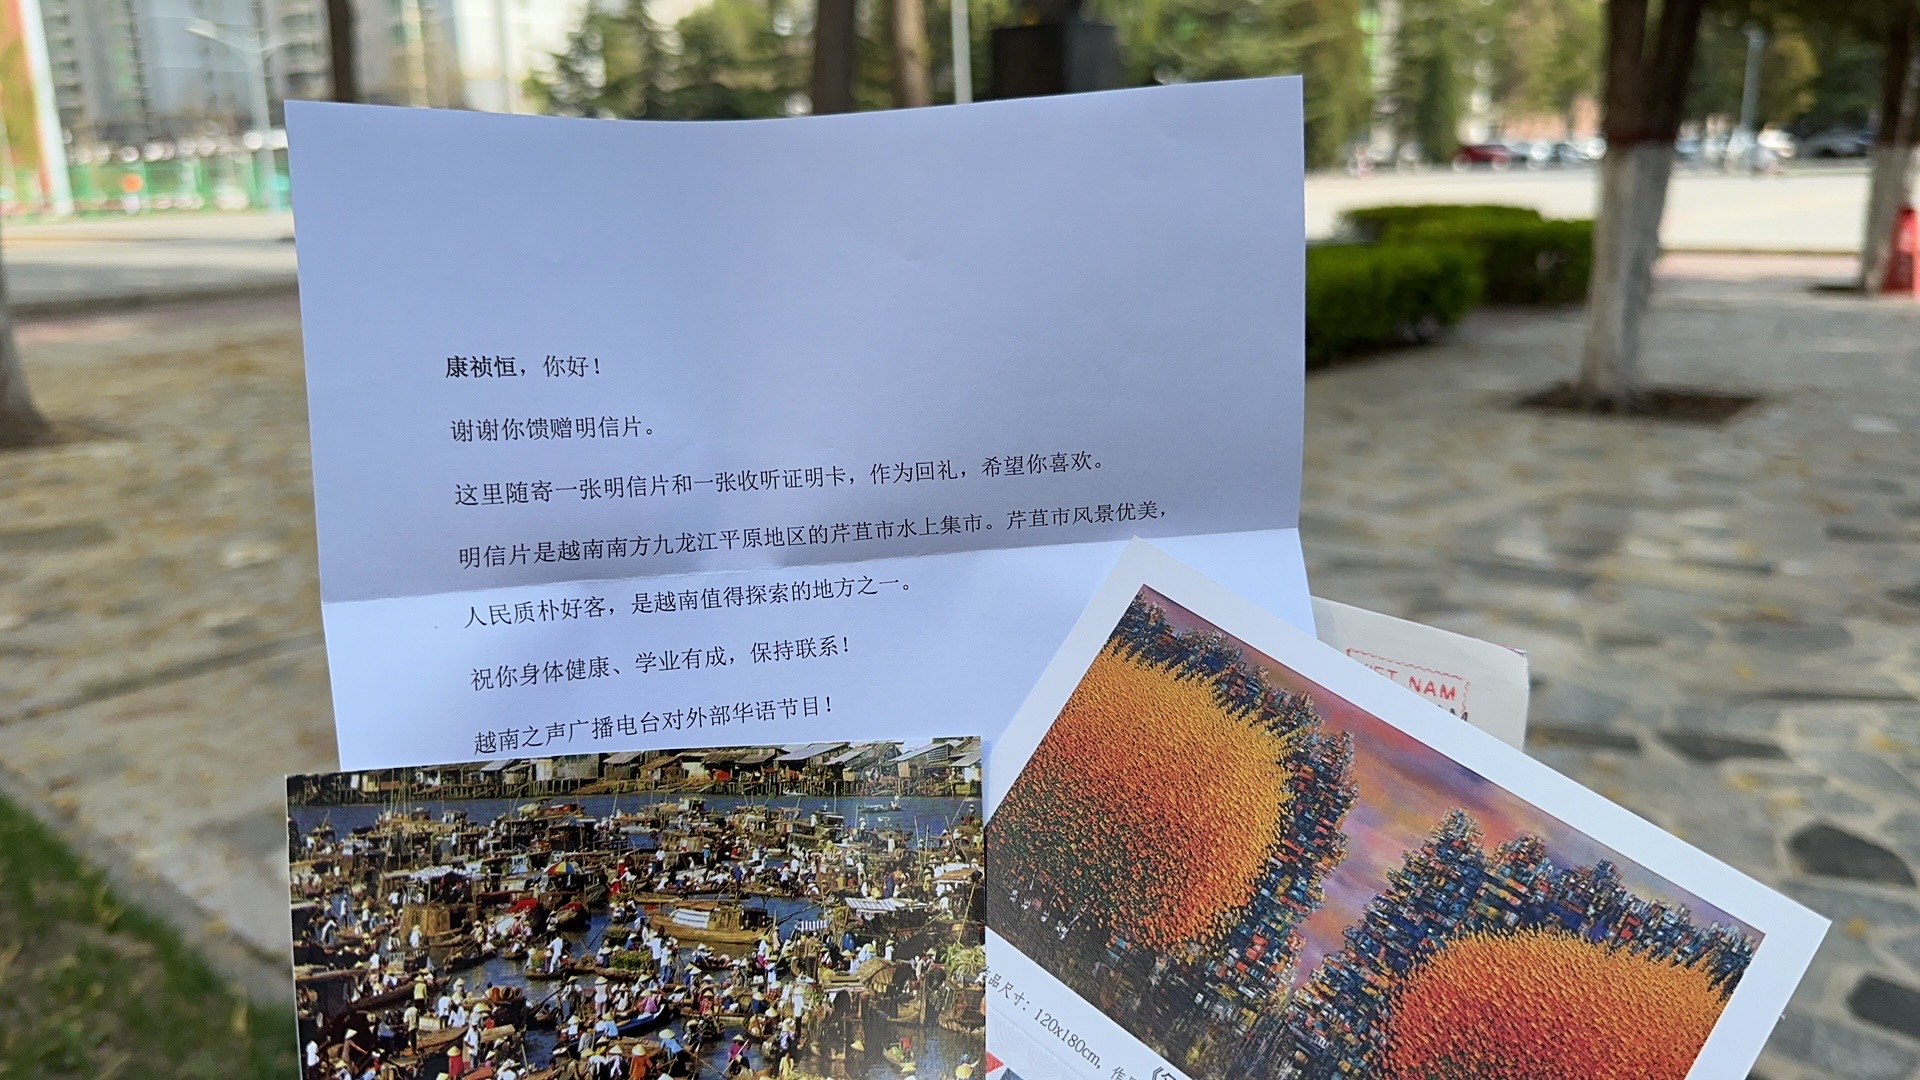 康祯恒，你好！
谢谢你馈赠明信片。
这里随寄一张明信片和一张收听证明卡，作为回礼，希望你喜欢。
明信片是越南南方九龙江平原地区的芹苴市水上集市。芹苴市风景优美，
人民质朴好客，是越南值得探索的地方之一。
祝你身体健康、学业有成，保持联系！
越南之声广播电台对外部华语节目！
VIET NAM
作品尺寸：120x180cm，作